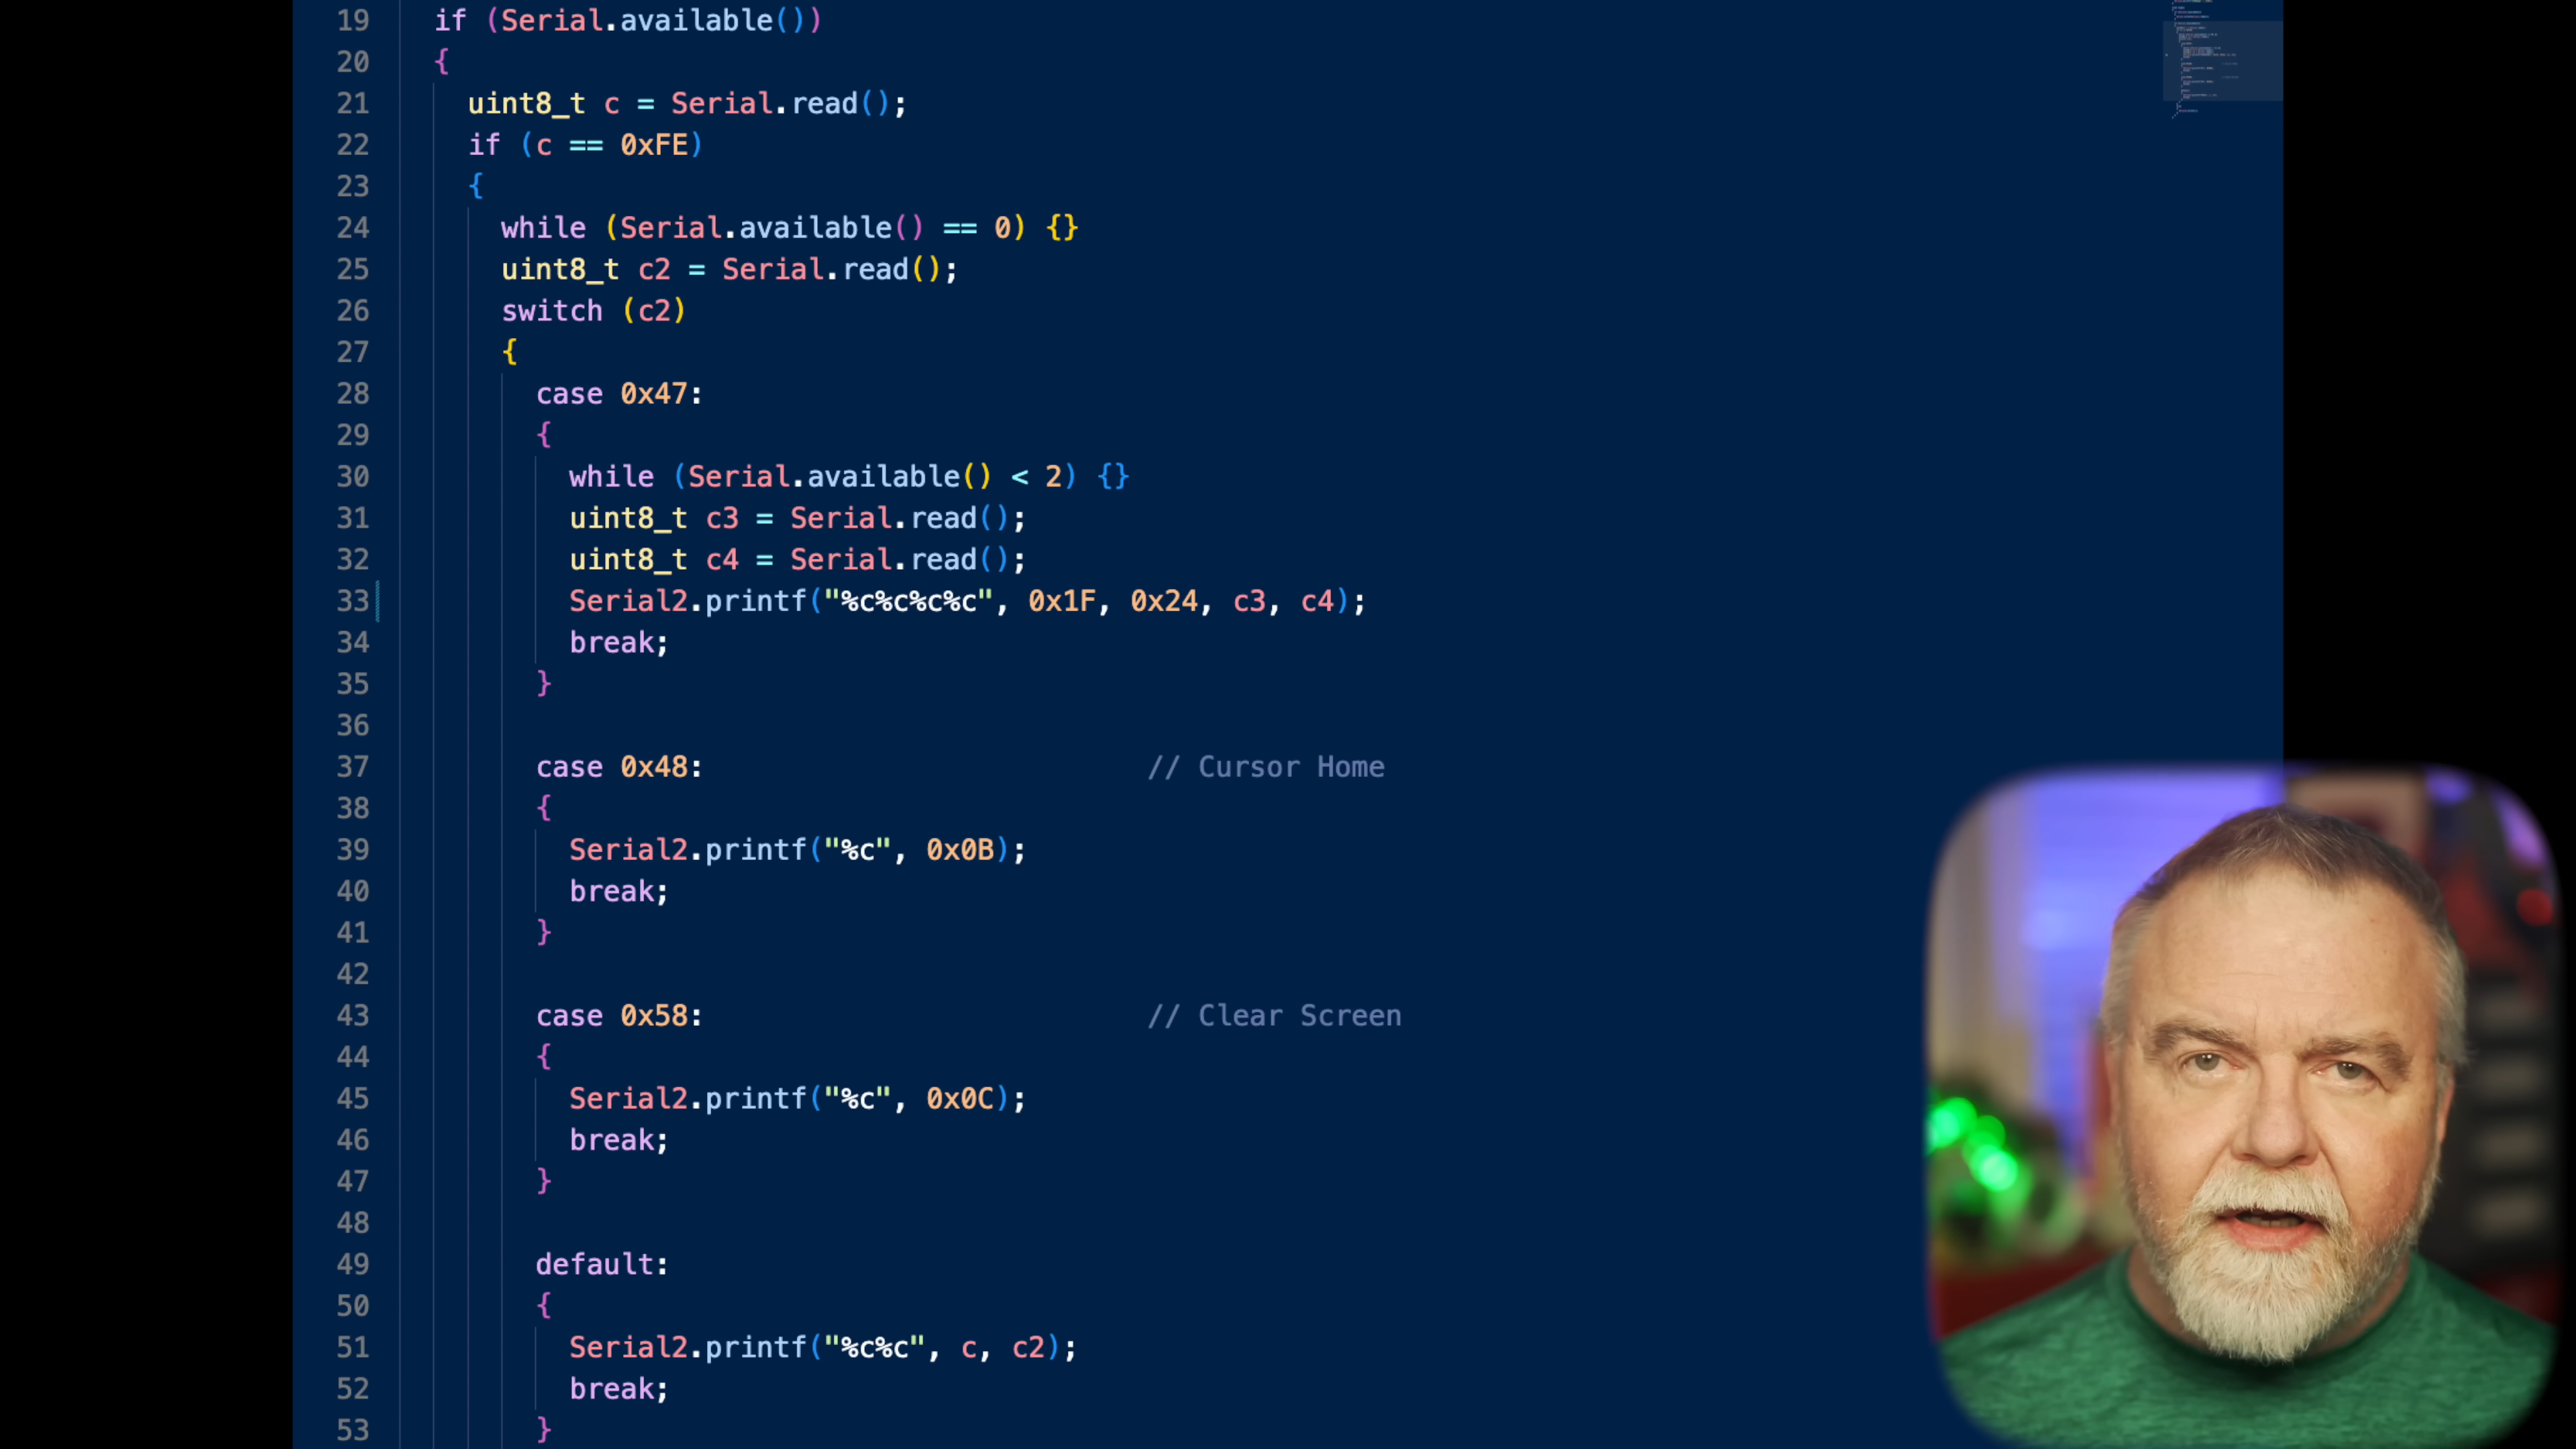 19 if (Serial.available())
20 {
21 uint8_t c = Serial.read();
22 if (c == 0xFE)
23 {
24 while (Serial.available() == 0) {}
25 uint8_t c2 = Serial.read();
26 switch (c2)
27 {
28 case 0x47:
29 {
30 while (Serial.available() < 2) {}
31 uint8_t c3 = Serial.read();
32 uint8_t c4 = Serial.read();
33 Serial2.printf("%c%c%c%c", 0x1F, 0x24, c3, c4);
34 break;
35 }
36
37 case 0x48: // Cursor Home
38 {
39 Serial2.printf("%c", 0x0B);
40 break;
41 }
42
43 case 0x58: // Clear Screen
44 {
45 Serial2.printf("%c", 0x0C);
46 break;
47 }
48
49 default:
50 {
51 Serial2.printf("%c%c", c, c2);
52 break;
53 }